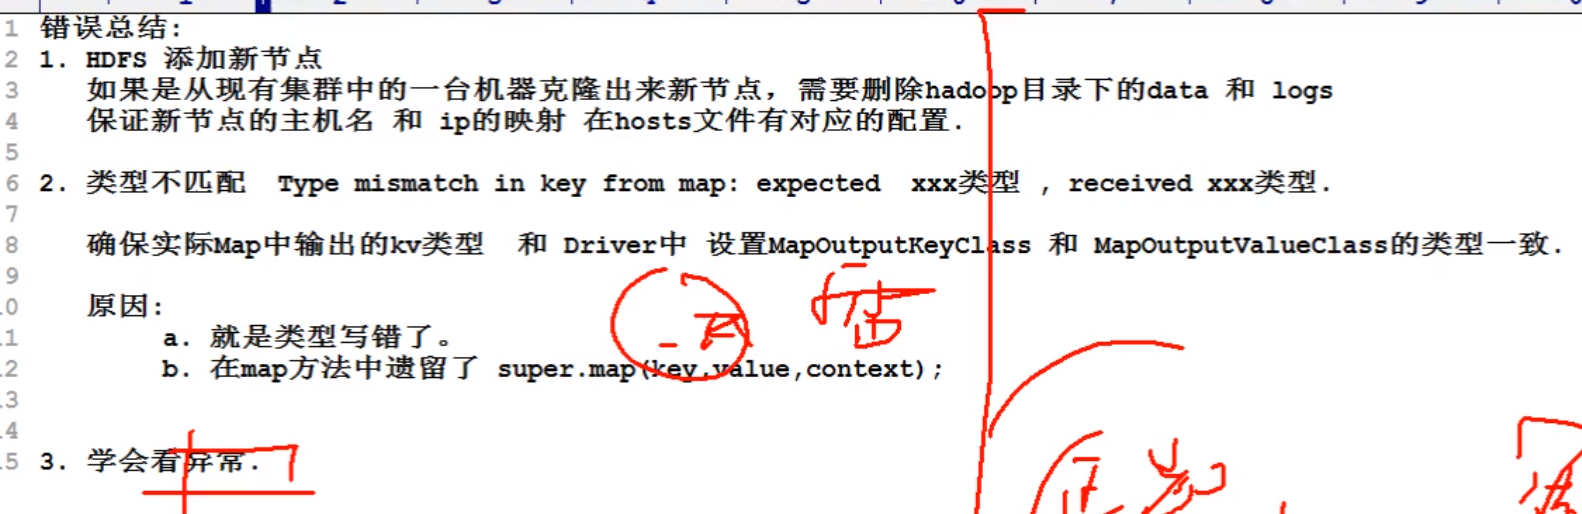 1 错误总结:
2 1. HDFS 添加新节点
3 如果是从现有集群中的一台机器克隆出来新节点, 需要删除hadoop目录下的data 和 logs
4 保证新节点的主机名 和 ip的映射 在hosts文件有对应的配置.
5
6 2. 类型不匹配 Type mismatch in key from map: expected xxx类型 , received xxx类型.
7
8 确保实际Map中输出的kv类型 和 Driver中 设置MapOutputKeyClass 和 MapOutputValueClass的类型一致.
9
0 原因:
1 a. 就是类型写错了。
2 b. 在map方法中遗留了 super.map(key,value,context);
3
4
5 3. 学会看异常.